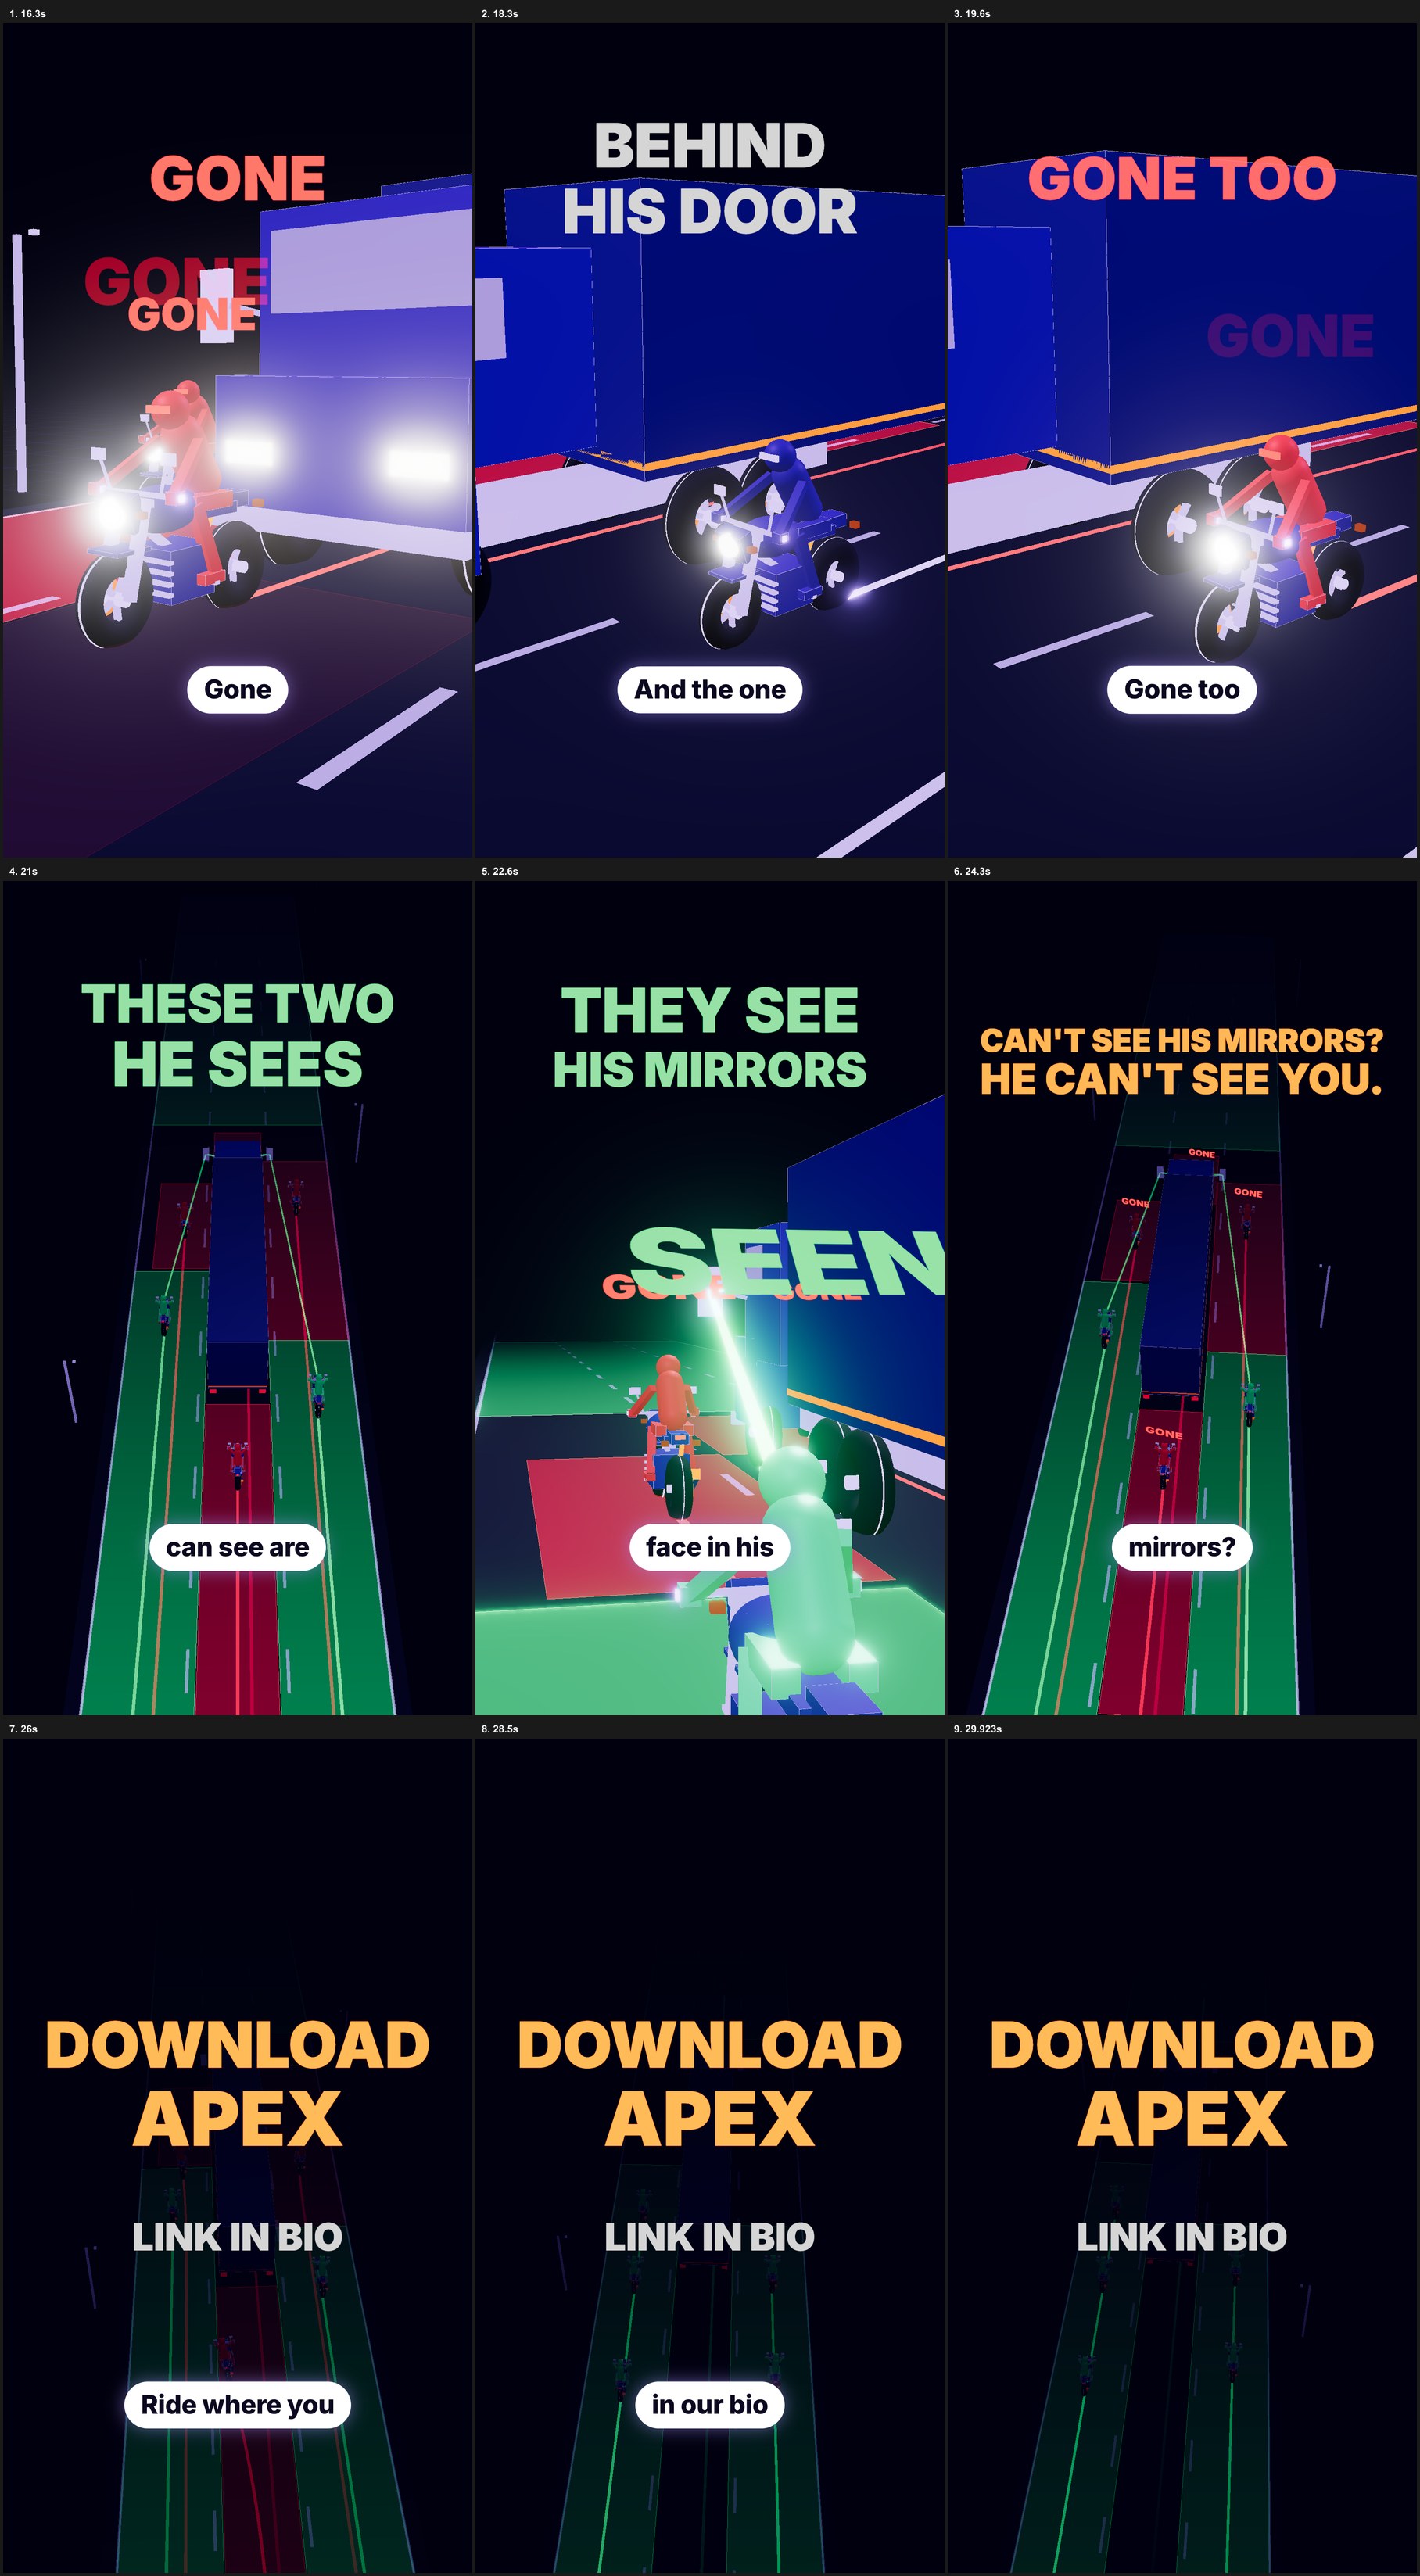 1. 16.3s
GONE
GONE
GONE
Gone
2. 18.3s
BEHIND
HIS DOOR
And the one
3. 19.6s
GONE TOO
GONE
Gone too
4. 21s
THESE TWO
HE SEES
can see are
5. 22.6s
THEY SEE
HIS MIRRORS
SEEN
GONE
GONE
face in his
6. 24.3s
CAN'T SEE HIS MIRRORS?
HE CAN'T SEE YOU.
GONE
GONE
GONE
GONE
mirrors?
7. 26s
DOWNLOAD
APEX
LINK IN BIO
Ride where you
8. 28.5s
DOWNLOAD
APEX
LINK IN BIO
in our bio
9. 29.923s
DOWNLOAD
APEX
LINK IN BIO